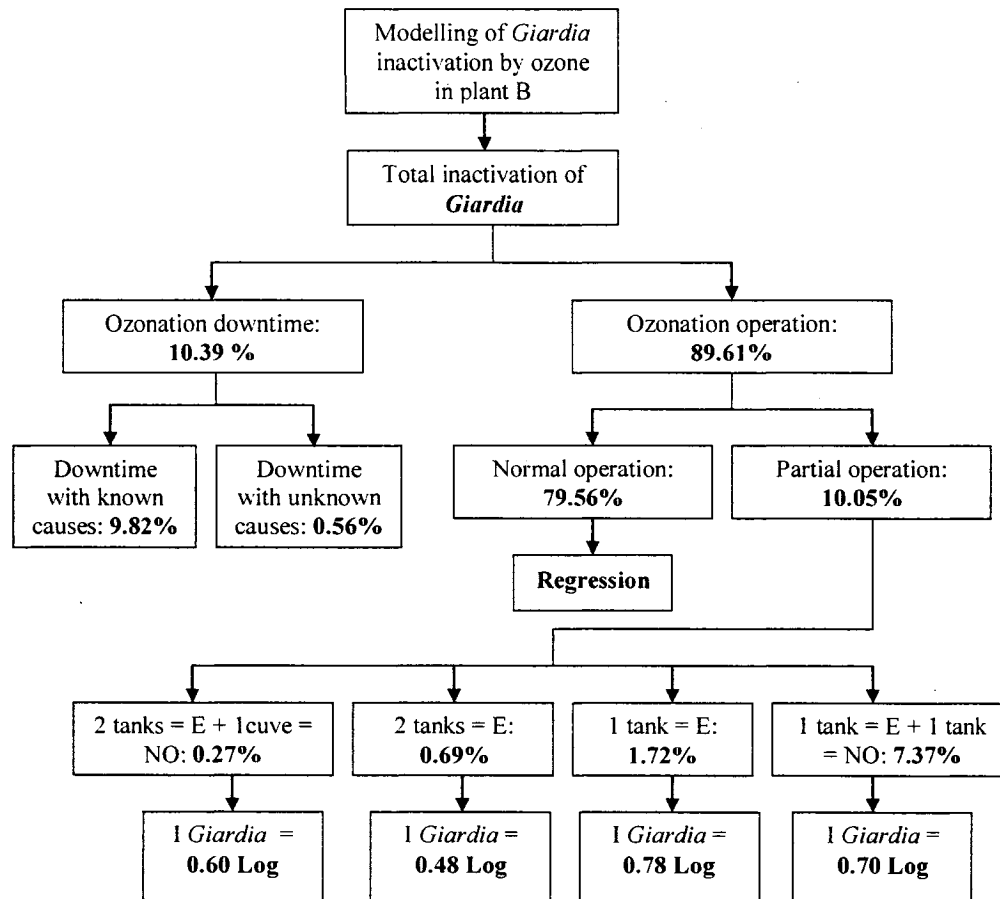 Modelling of Giardia
inactivation by ozone
in plant B
Total inactivation of
Giardia
Ozonation downtime:
10.39 %
Ozonation operation:
89.61%
Downtime
with known
causes: 9.82%
Downtime
with unknown
causes: 0.56%
Normal operation:
79.56%
Partial operation:
10.05%
Regression
2 tanks = E + 1cuve =
NO: 0.27%
2 tanks = E:
0.69%
1 tank = E:
1.72%
1 tank = E + 1 tank
= NO: 7.37%
I Giardia =
0.60 Log
I Giardia =
0.48 Log
I Giardia =
0.78 Log
I Giardia =
0.70 Log